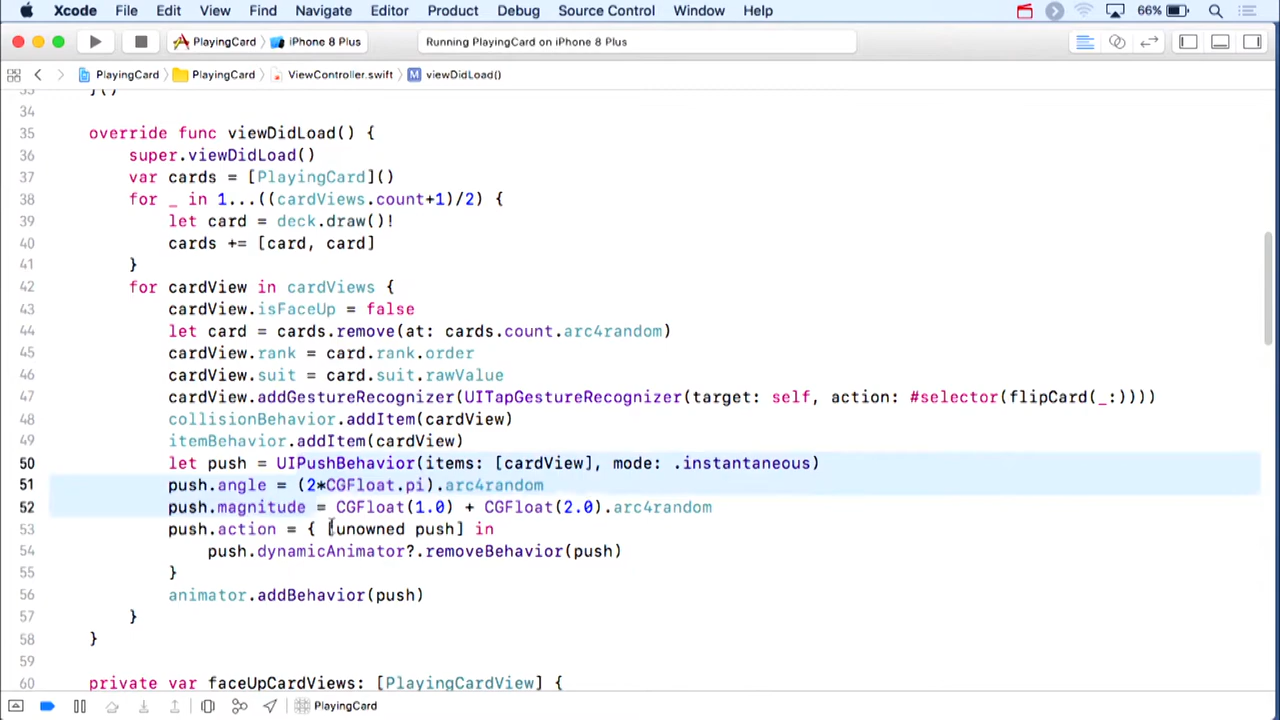 Xcode File Edit View Find Navigate Editor Product Debug Source Control Window Help 66%
PlayingCard iPhone 8 Plus Running PlayingCard on iPhone 8 Plus
PlayingCard PlayingCard ViewController.swift M viewDidLoad()
33 }()
34
35 override func viewDidLoad() {
36 super.viewDidLoad()
37 var cards = [PlayingCard]()
38 for _ in 1...((cardViews.count+1)/2) {
39 let card = deck.draw()!
40 cards += [card, card]
41 }
42 for cardView in cardViews {
43 cardView.isFaceUp = false
44 let card = cards.remove(at: cards.count.arc4random)
45 cardView.rank = card.rank.order
46 cardView.suit = card.suit.rawValue
47 cardView.addGestureRecognizer(UITapGestureRecognizer(target: self, action: #selector(flipCard(_:))))
48 collisionBehavior.addItem(cardView)
49 itemBehavior.addItem(cardView)
50 let push = UIPushBehavior(items: [cardView], mode: .instantaneous)
51 push.angle = (2*CGFloat.pi).arc4random
52 push.magnitude = CGFloat(1.0) + CGFloat(2.0).arc4random
53 push.action = { [unowned push] in
54 push.dynamicAnimator?.removeBehavior(push)
55 }
56 animator.addBehavior(push)
57 }
58 }
59
60 private var faceUpCardViews: [PlayingCardView] {
PlayingCard